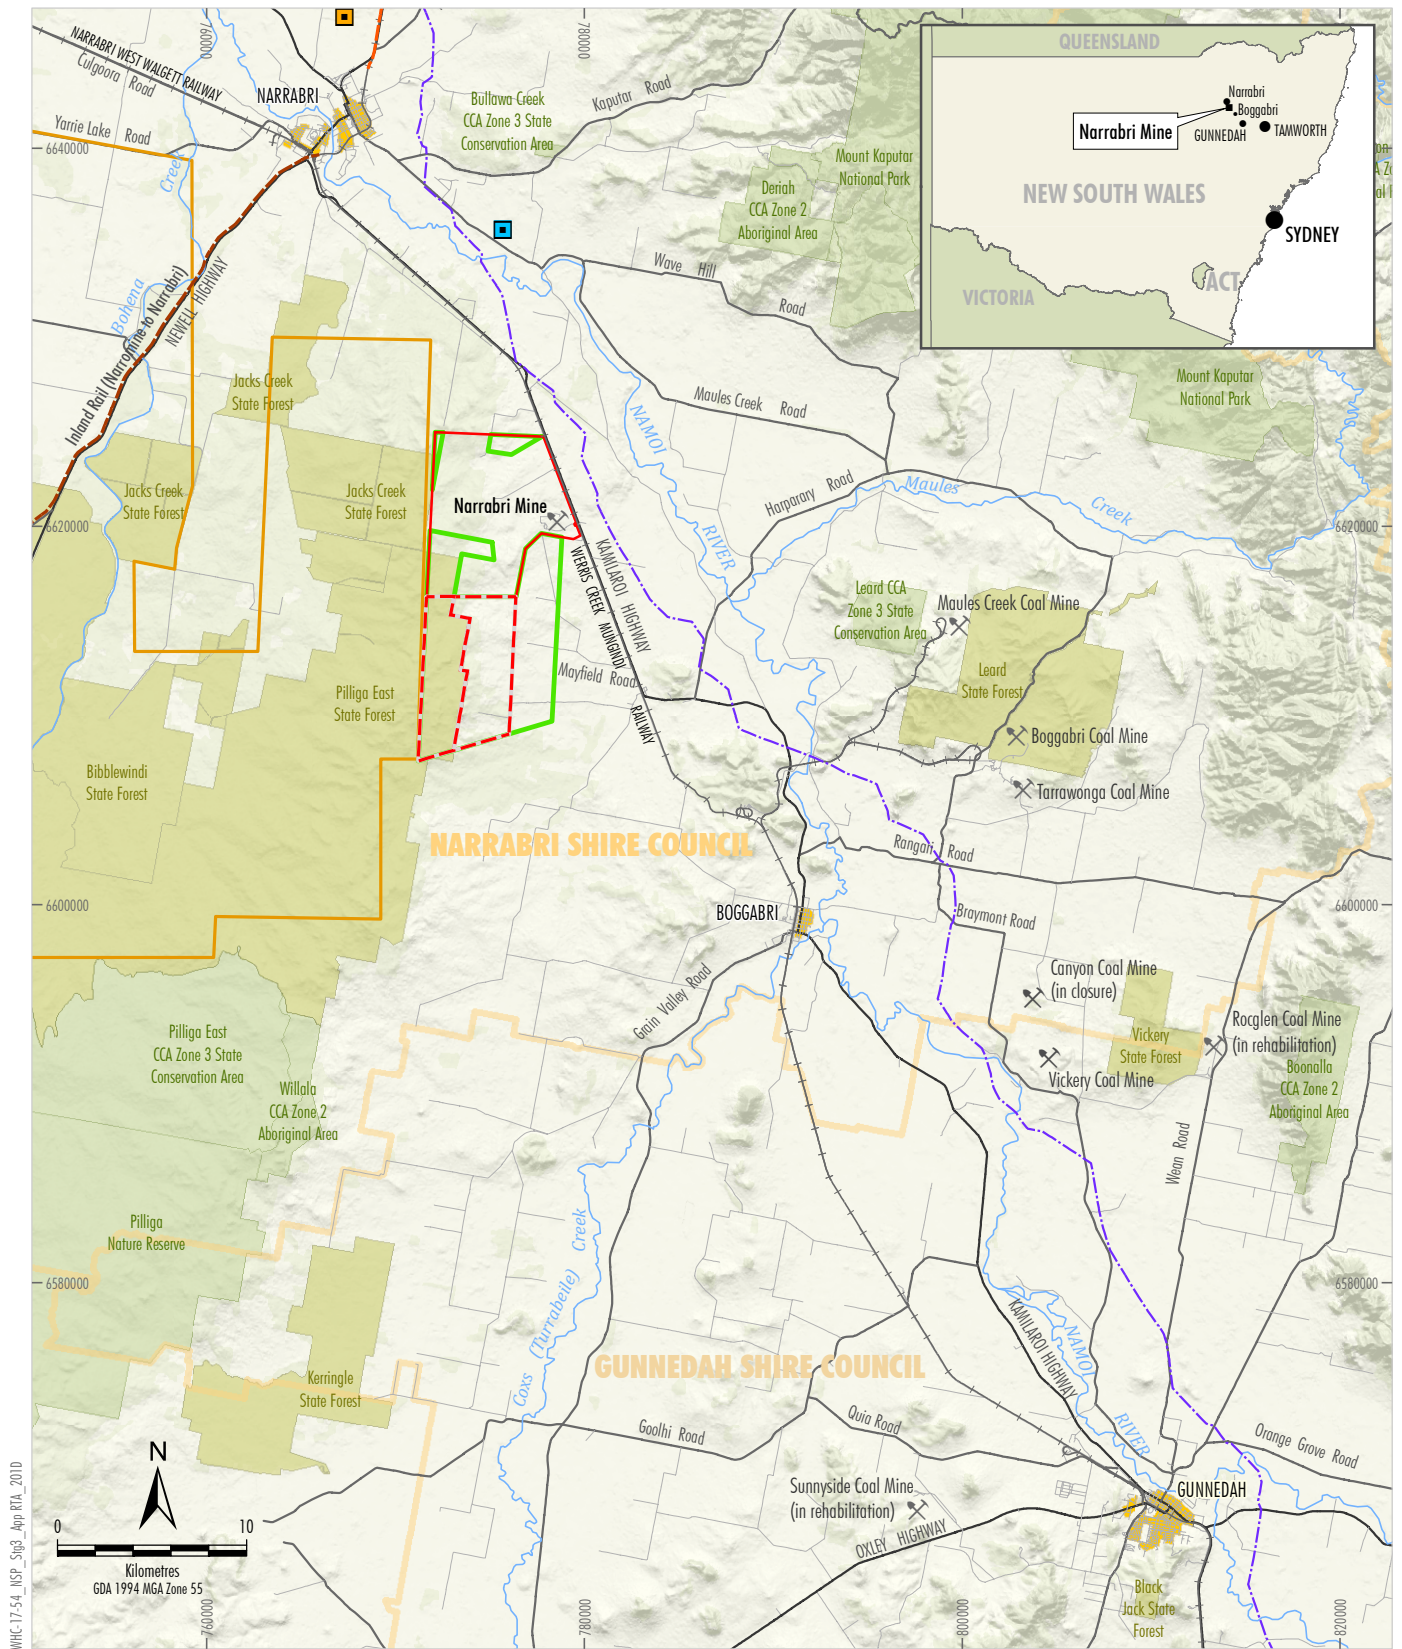 760000
780000
QUEENSLAND
NARRABRI WEST WALGETT RAILWAY
Culgoora Road
NARRABRI
Bullawa Creek
CCA Zone 3 State
Conservation Area
Kaputar Road
Narrabri
Boggabri
Narrabri Mine
GUNNEDAH
TAMWORTH
Yarrie Lake Road
6640000
Creek
Mount Kaputar
National Park
Deriah
CCA Zone 2
Aboriginal Area
NEW SOUTH WALES
SYDNEY
ACT
VICTORIA
Wave Hill
Road
Bohena
Inland Rail (Narromine to Narrabri)
NEWELL HIGHWAY
Jacks Creek
State Forest
Mount Kaputar
National Park
Maules Creek Road
NAMOI
RIVER
Jacks Creek
State Forest
Jacks Creek
State Forest
Narrabri Mine
Harparary Road
Maules
Creek
6620000
6620000
KAMILAROI HIGHWAY
WERRIS CREEK MUNGINDI
RAILWAY
Leard CCA
Zone 3 State
Conservation Area
Maules Creek Coal Mine
Leard
State Forest
Mayfield Road
Pilliga East
State Forest
Boggabri Coal Mine
Bibblewindi
State Forest
Tarrawonga Coal Mine
NARRABRI SHIRE COUNCIL
Rangari Road
6600000
6600000
BOGGABRI
Braymont Road
Grain Valley Road
Canyon Coal Mine
(in closure)
Pilliga East
CCA Zone 3 State
Conservation Area
Vickery
State Forest
Rocglen Coal Mine
(in rehabilitation)
Vickery Coal Mine
Boonalla
CCA Zone 2
Aboriginal Area
Willala
CCA Zone 2
Aboriginal Area
Wean Road
Pilliga
Nature Reserve
Coxs (Turrabeile) Creek
6580000
6580000
KAMILAROI HIGHWAY
NAMOI
RIVER
GUNNEDAH SHIRE COUNCIL
Kerringle
State Forest
Goolhi Road
Quia Road
Orange Grove Road
N
Sunnyside Coal Mine
(in rehabilitation)
GUNNEDAH
OXLEY HIGHWAY
0 10
Kilometres
GDA 1994 MGA Zone 55
Black
Jack State
Forest
760000
780000
800000
820000
WHC-17-54_NSP_Stg3_App RTA_201D